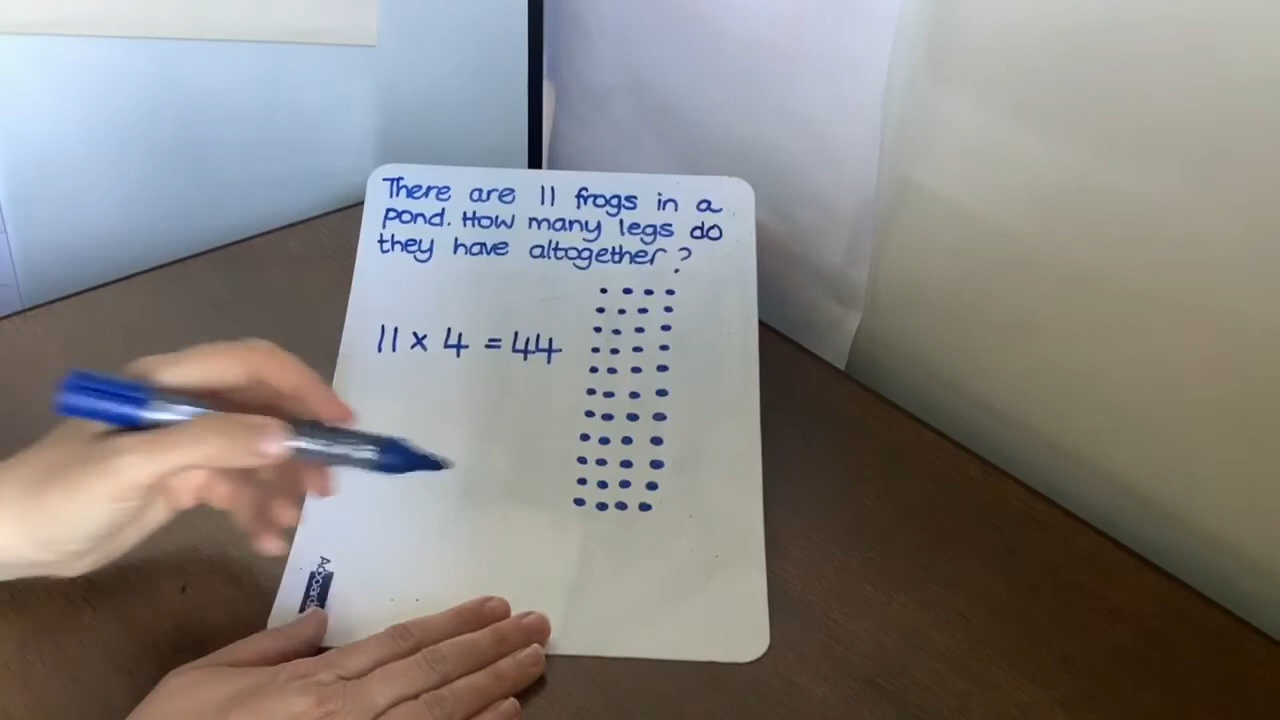 There are 11 frogs in a
pond. How many legs do
they have altogether?
11 x 4 = 44